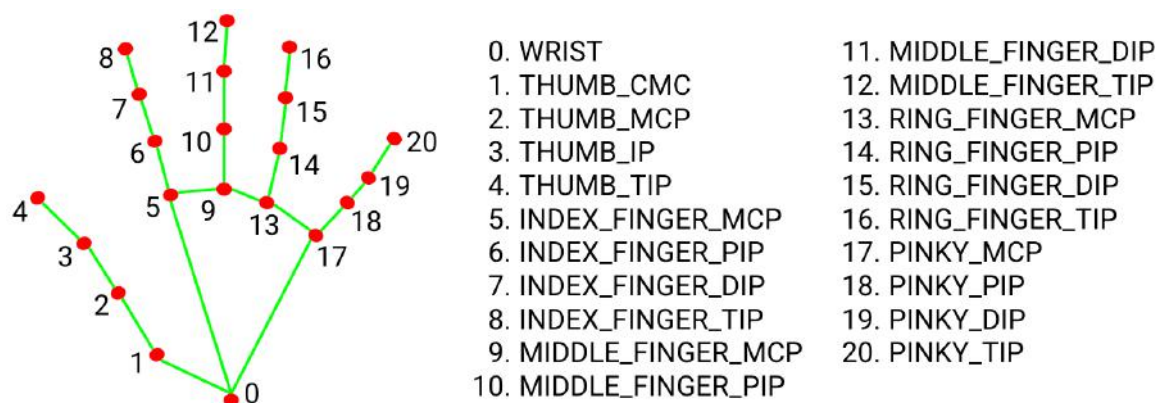 12
8
16
11
7
15
10
6
20
14
19
4
5
9
13
18
3
17
2
1
0
0. WRIST
1. THUMB_CMC
2. THUMB_MCP
3. THUMB_IP
4. THUMB_TIP
5. INDEX_FINGER_MCP
6. INDEX_FINGER_PIP
7. INDEX_FINGER_DIP
8. INDEX_FINGER_TIP
9. MIDDLE_FINGER_MCP
10. MIDDLE_FINGER_PIP
11. MIDDLE_FINGER_DIP
12. MIDDLE_FINGER_TIP
13. RING_FINGER_MCP
14. RING_FINGER_PIP
15. RING_FINGER_DIP
16. RING_FINGER_TIP
17. PINKY_MCP
18. PINKY_PIP
19. PINKY_DIP
20. PINKY_TIP